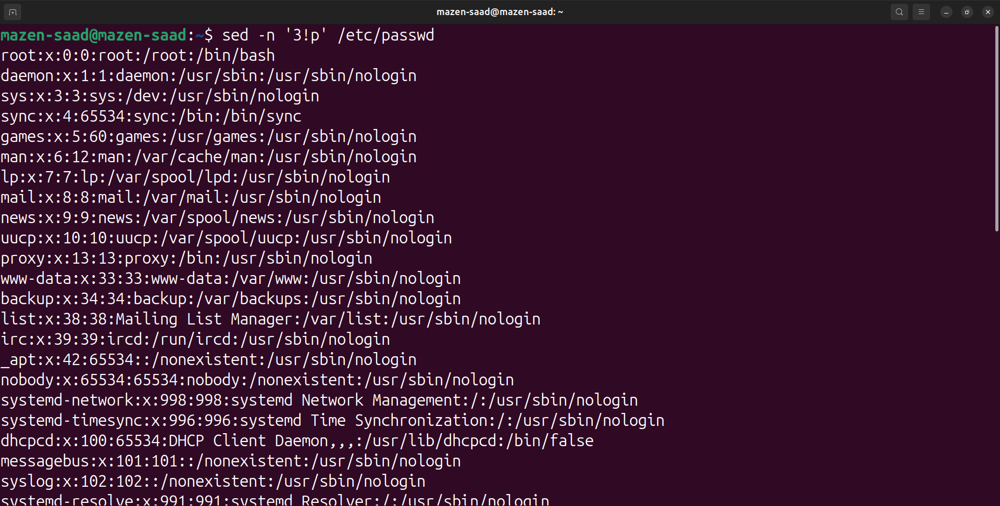 mazen-saad@mazen-saad: ~
mazen-saad@mazen-saad:~$ sed -n '3!p' /etc/passwd
root:x:0:0:root:/root:/bin/bash
daemon:x:1:1:daemon:/usr/sbin:/usr/sbin/nologin
sys:x:3:3:sys:/dev:/usr/sbin/nologin
sync:x:4:65534:sync:/bin:/bin/sync
games:x:5:60:games:/usr/games:/usr/sbin/nologin
man:x:6:12:man:/var/cache/man:/usr/sbin/nologin
lp:x:7:7:lp:/var/spool/lpd:/usr/sbin/nologin
mail:x:8:8:mail:/var/mail:/usr/sbin/nologin
news:x:9:9:news:/var/spool/news:/usr/sbin/nologin
uucp:x:10:10:uucp:/var/spool/uucp:/usr/sbin/nologin
proxy:x:13:13:proxy:/bin:/usr/sbin/nologin
www-data:x:33:33:www-data:/var/www:/usr/sbin/nologin
backup:x:34:34:backup:/var/backups:/usr/sbin/nologin
list:x:38:38:Mailing List Manager:/var/list:/usr/sbin/nologin
irc:x:39:39:ircd:/run/ircd:/usr/sbin/nologin
_apt:x:42:65534::/nonexistent:/usr/sbin/nologin
nobody:x:65534:65534:nobody:/nonexistent:/usr/sbin/nologin
systemd-network:x:998:998:systemd Network Management:/:/usr/sbin/nologin
systemd-timesync:x:996:996:systemd Time Synchronization:/:/usr/sbin/nologin
dhcpcd:x:100:65534:DHCP Client Daemon,,,:/usr/lib/dhcpcd:/bin/false
messagebus:x:101:101::/nonexistent:/usr/sbin/nologin
syslog:x:102:102::/nonexistent:/usr/sbin/nologin
systemd-resolve:x:991:991:systemd Resolver:/:/usr/sbin/nologin